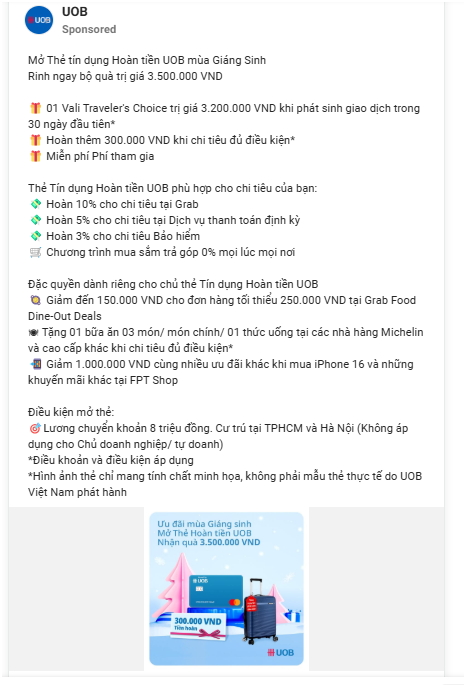 UOB
UOB
Sponsored
Mở Thẻ tín dụng Hoàn tiền UOB mùa Giáng Sinh
Rinh ngay bộ quà trị giá 3.500.000 VND
🎁 01 Vali Traveler's Choice trị giá 3.200.000 VND khi phát sinh giao dịch trong
30 ngày đầu tiên*
🎁 Hoàn thêm 300.000 VND khi chi tiêu đủ điều kiện*
🎁 Miễn phí Phí tham gia
Thẻ Tín dụng Hoàn tiền UOB phù hợp cho chi tiêu của bạn:
💸 Hoàn 10% cho chi tiêu tại Grab
💸 Hoàn 5% cho chi tiêu tại Dịch vụ thanh toán định kỳ
💸 Hoàn 3% cho chi tiêu Bảo hiểm
🛒 Chương trình mua sắm trả góp 0% mọi lúc mọi nơi
Đặc quyền dành riêng cho chủ thẻ Tín dụng Hoàn tiền UOB
🥘 Giảm đến 150.000 VND cho đơn hàng tối thiểu 250.000 VND tại Grab Food
Dine-Out Deals
🍽 Tặng 01 bữa ăn 03 món/ món chính/ 01 thức uống tại các nhà hàng Michelin
và cao cấp khác khi chi tiêu đủ điều kiện*
📲 Giảm 1.000.000 VND cùng nhiều ưu đãi khác khi mua iPhone 16 và những
khuyến mãi khác tại FPT Shop
Điều kiện mở thẻ:
🎯 Lương chuyển khoản 8 triệu đồng. Cư trú tại TPHCM và Hà Nội (Không áp
dụng cho Chủ doanh nghiệp/ tự doanh)
*Điều khoản và điều kiện áp dụng
*Hình ảnh thẻ chỉ mang tính chất minh họa, không phải mẫu thẻ thực tế do UOB
Việt Nam phát hành
Ưu đãi mùa Giáng sinh
Mở Thẻ Hoàn tiền UOB
Nhận quà 3.500.000 VND
UOB
300.000 VND
Tiền hoàn
UOB